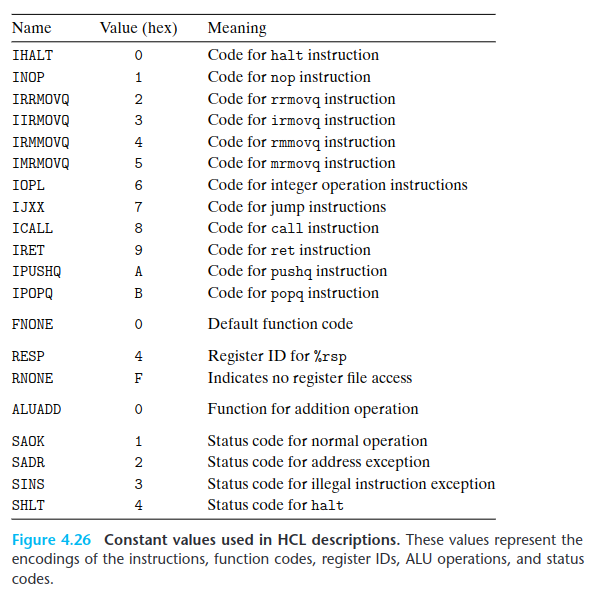 Name Value (hex) Meaning
IHALT 0 Code for halt instruction
INOP 1 Code for nop instruction
IRRMOVQ 2 Code for rrmovq instruction
IIRMOVQ 3 Code for irmovq instruction
IRMMOVQ 4 Code for rmmovq instruction
IMRMOVQ 5 Code for mrmovq instruction
IOPL 6 Code for integer operation instructions
IJXX 7 Code for jump instructions
ICALL 8 Code for call instruction
IRET 9 Code for ret instruction
IPUSHQ A Code for pushq instruction
IPOPQ B Code for popq instruction
FNONE 0 Default function code
RESP 4 Register ID for %rsp
RNONE F Indicates no register file access
ALUADD 0 Function for addition operation
SAOK 1 Status code for normal operation
SADR 2 Status code for address exception
SINS 3 Status code for illegal instruction exception
SHLT 4 Status code for halt
Figure 4.26 Constant values used in HCL descriptions. These values represent the
encodings of the instructions, function codes, register IDs, ALU operations, and status
codes.